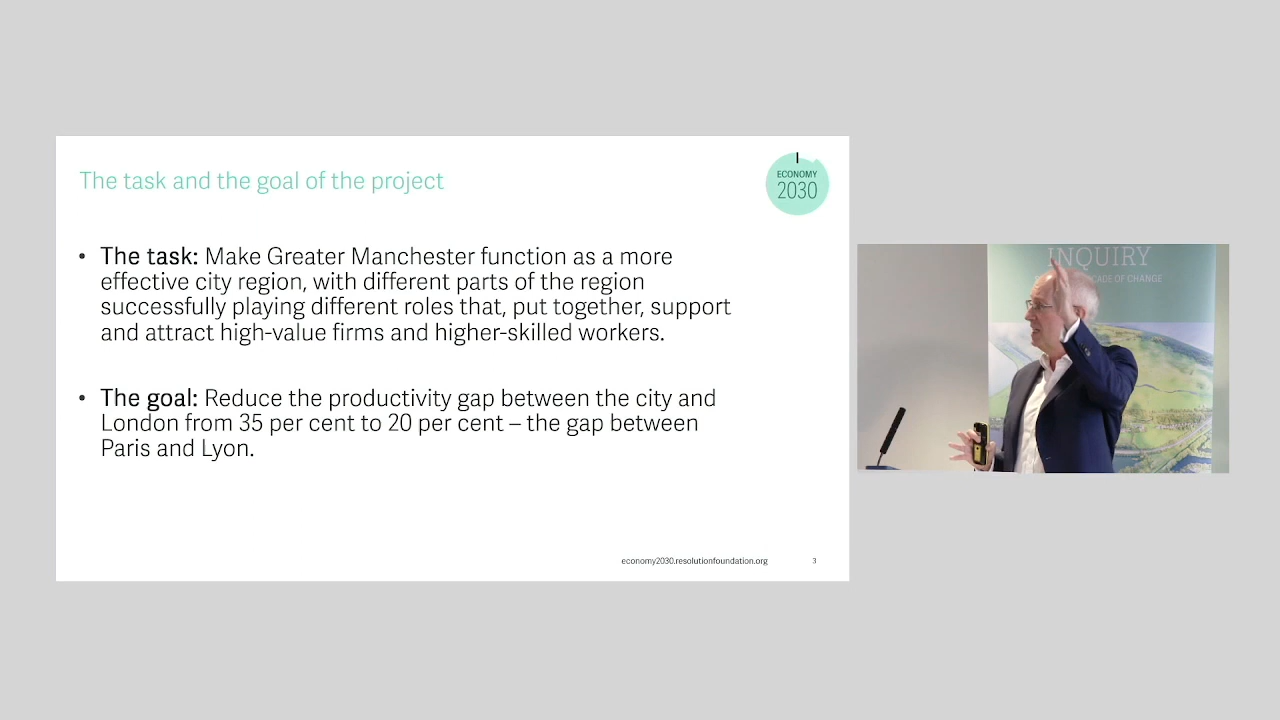 The task and the goal of the project
ECONOMY
2030
• The task: Make Greater Manchester function as a more
effective city region, with different parts of the region
successfully playing different roles that, put together, support
and attract high-value firms and higher-skilled workers.
• The goal: Reduce the productivity gap between the city and
London from 35 per cent to 20 per cent – the gap between
Paris and Lyon.
economy2030.resolutionfoundation.org
3
INQUIRY
OF CHANGE